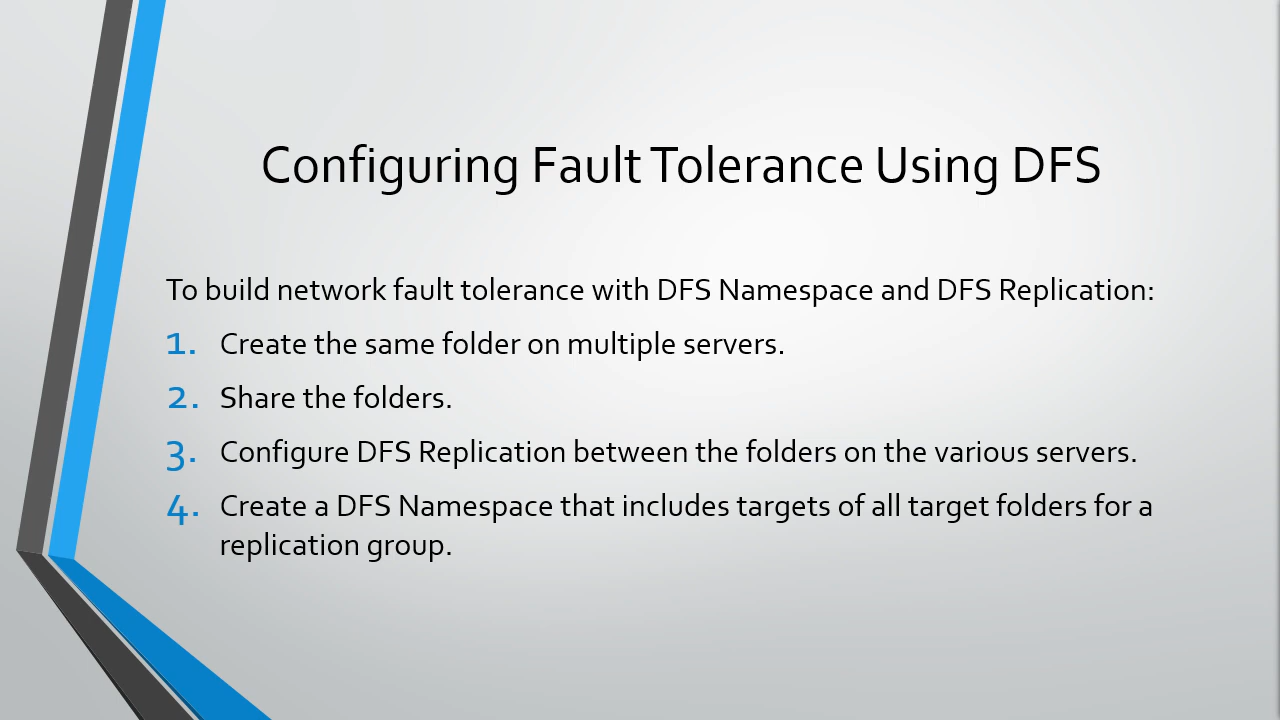 Configuring Fault Tolerance Using DFS
To build network fault tolerance with DFS Namespace and DFS Replication:
1. Create the same folder on multiple servers.
2. Share the folders.
3. Configure DFS Replication between the folders on the various servers.
4. Create a DFS Namespace that includes targets of all target folders for a
replication group.